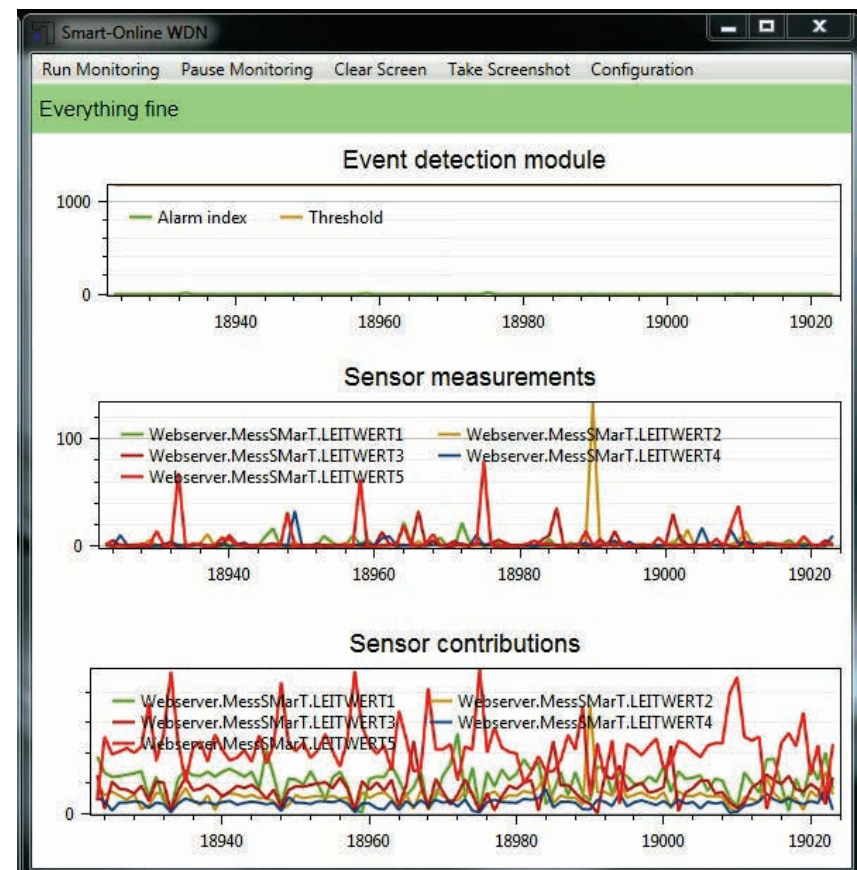 Smart-Online WDN
Run Monitoring Pause Monitoring Clear Screen Take Screenshot Configuration
Everything fine
Event detection module
1000
Alarm index Threshold
0
18940 18960 18980 19000 19020
Sensor measurements
100
Webserver.MessSMarT.LEITWERT1 Webserver.MessSMarT.LEITWERT2
Webserver.MessSMarT.LEITWERT3 Webserver.MessSMarT.LEITWERT4
Webserver.MessSMarT.LEITWERT5
0
18940 18960 18980 19000 19020
Sensor contributions
Webserver.MessSMarT.LEITWERT1 Webserver.MessSMarT.LEITWERT2
Webserver.MessSMarT.LEITWERT3 Webserver.MessSMarT.LEITWERT4
Webserver.MessSMarT.LEITWERT5
0
18940 18960 18980 19000 19020